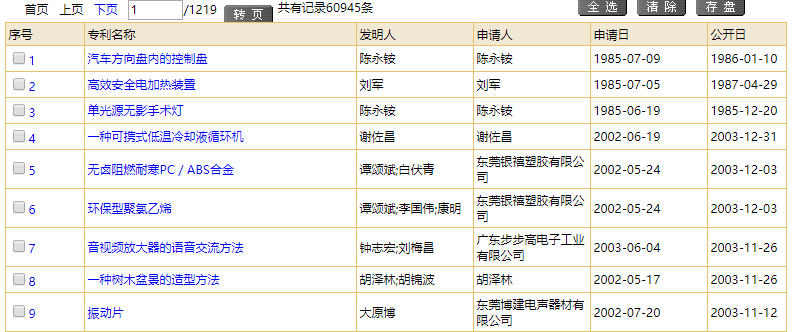 首页 上页 下页 1 /1219 转 页 共有记录60945条 全 选 清 除 存 盘
序号 专利名称 发明人 申请人 申请日 公开日
1 汽车方向盘内的控制盘 陈永铵 陈永铵 1985-07-09 1986-01-10
2 高效安全电加热装置 刘军 刘军 1985-07-05 1987-04-29
3 单光源无影手术灯 陈永铵 陈永铵 1985-06-19 1985-12-20
4 一种可携式低温冷却液循环机 谢佐昌 谢佐昌 2002-06-19 2003-12-31
5 无卤阻燃耐寒PC / ABS合金 谭颂斌;白伏青 东莞银禧塑胶有限公
司 2002-05-24 2003-12-03
6 环保型聚氯乙烯 谭颂斌;李国伟;康明 东莞银禧塑胶有限公
司 2002-05-24 2003-12-03
7 音视频放大器的语音交流方法 钟志宏;刘梅昌 广东步步高电子工业
有限公司 2003-06-04 2003-11-26
8 一种树木盆景的造型方法 胡泽林;胡锦波 胡泽林 2002-05-17 2003-11-26
9 振动片 大原博 东莞博建电声器材有
限公司 2002-07-20 2003-11-12